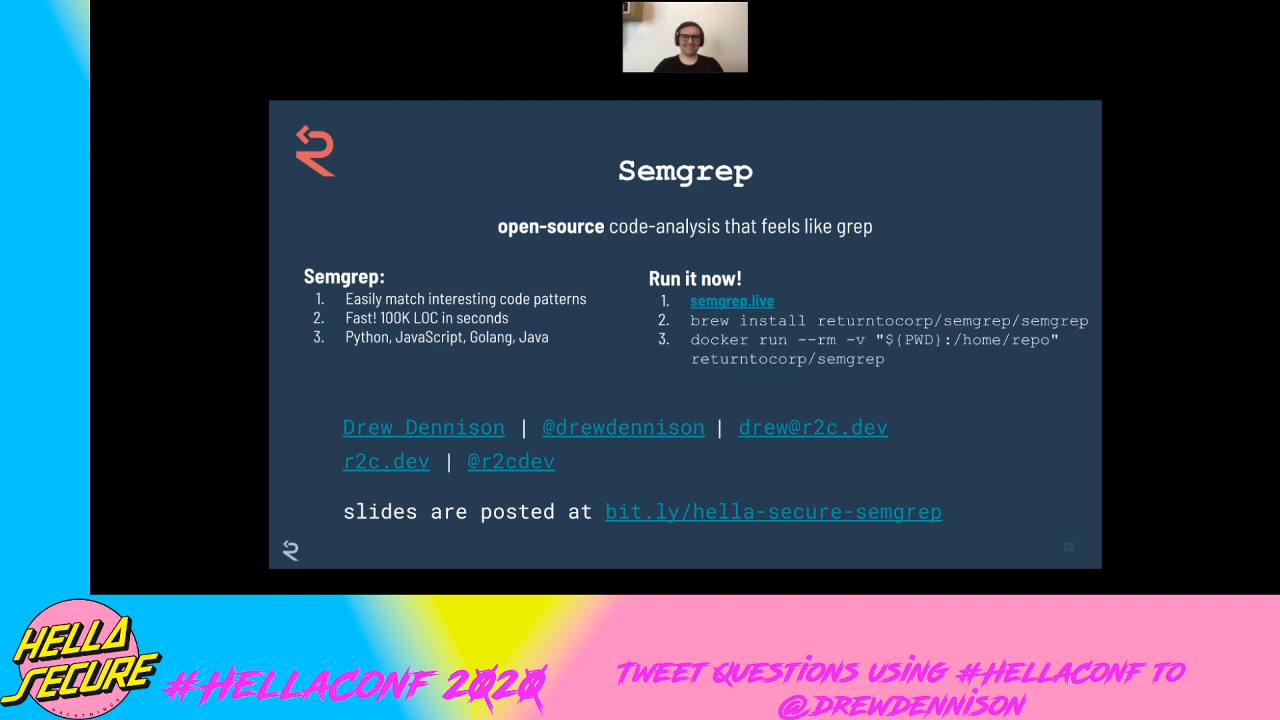 Semgrep
open-source code-analysis that feels like grep
Semgrep:
1. Easily match interesting code patterns
2. Fast! 100K LOC in seconds
3. Python, JavaScript, Golang, Java
Run it now!
1. semgrep.live
2. brew install returntocorp/semgrep/semgrep
3. docker run --rm -v "${PWD}:/home/repo"
returntocorp/semgrep
Drew Dennison | @drewdennison | drew@r2c.dev
r2c.dev | @r2cdev
slides are posted at bit.ly/hella-secure-semgrep
28
HELLA
SECURE
#HELLACONF 2020
TWEET QUESTIONS USING #HELLACONF TO
@DREWDENNISON